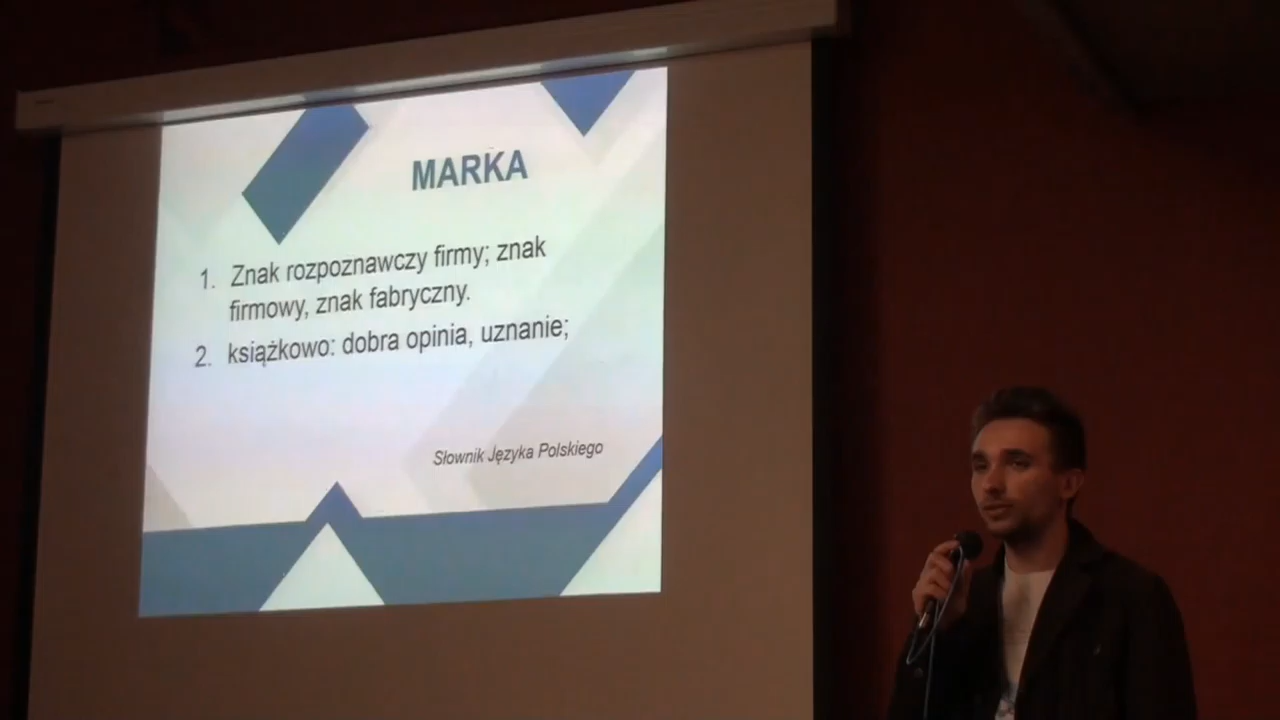 MARKA
1. Znak rozpoznawczy firmy; znak
firmowy, znak fabryczny.
2. książkowo: dobra opinia, uznanie;
Słownik Języka Polskiego